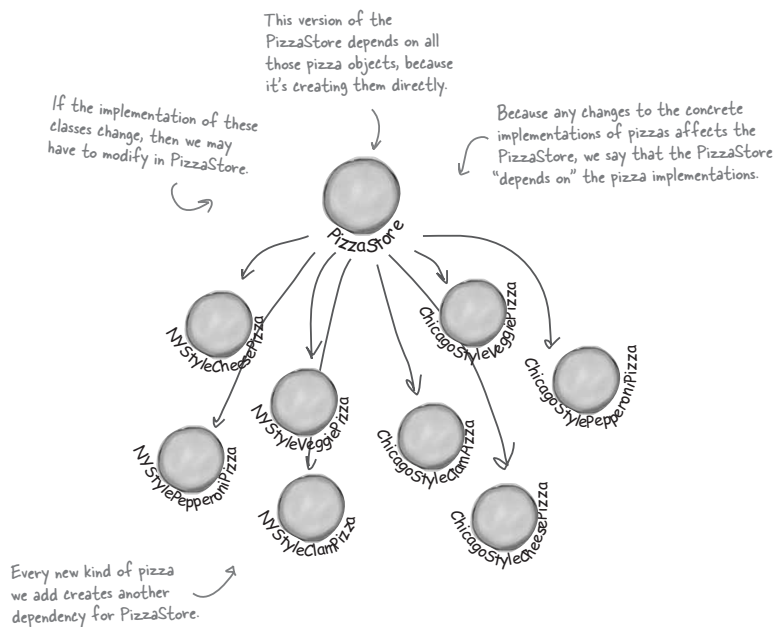 This version of the
PizzaStore depends on all
those pizza objects, because
it's creating them directly.
If the implementation of these
classes change, then we may
have to modify in PizzaStore.
Because any changes to the concrete
implementations of pizzas affects the
PizzaStore, we say that the PizzaStore
"depends on" the pizza implementations.
PizzaStore
NYStyleCheesePizza
ChicagoStyleVeggiePizza
ChicagoStylePepperoniPizza
NYStyleVeggiePizza
ChicagoStyleClamPizza
NYStylePepperoniPizza
NYStyleClamPizza
ChicagoStyleCheesePizza
Every new kind of pizza
we add creates another
dependency for PizzaStore.